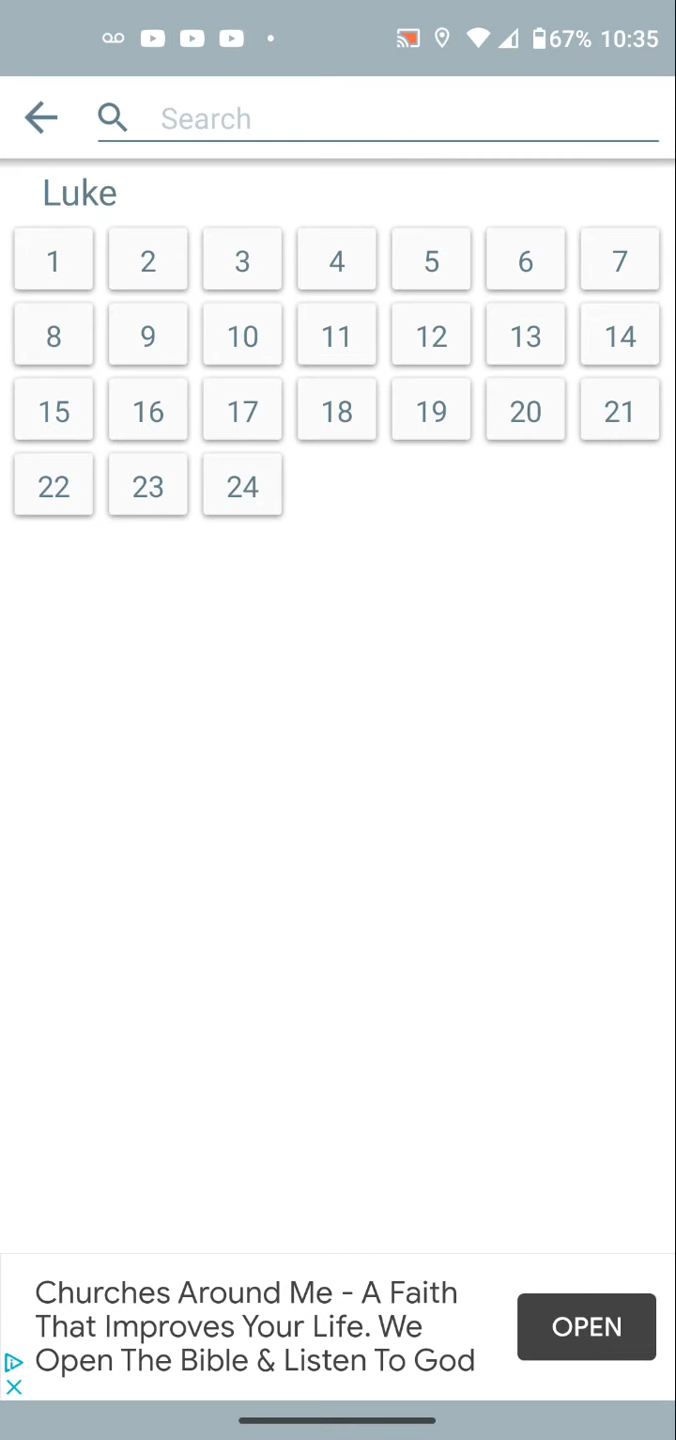 67% 10:35
Search
Luke
1 2 3 4 5 6 7
8 9 10 11 12 13 14
15 16 17 18 19 20 21
22 23 24
Churches Around Me - A Faith
That Improves Your Life. We
Open The Bible & Listen To God
OPEN